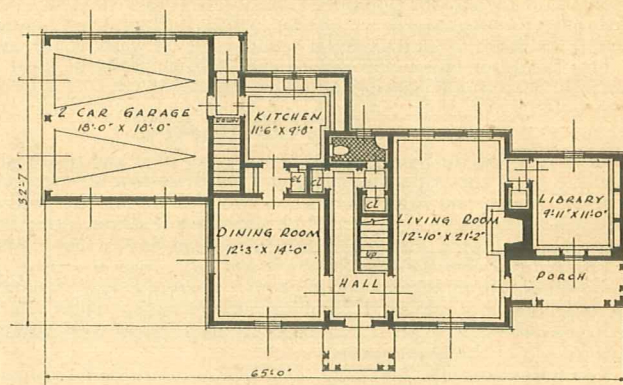 2 CAR GARAGE
18'-0" X 18'-0"
DOWN
KITCHEN
11'-6" X 9'-8"
CL
CL
CL
DINING ROOM
12'-3" X 14'-0"
UP
HALL
LIVING ROOM
12'-10" X 21'-2"
LIBRARY
9'-11" X 11'-0"
PORCH
32'-7"
65'-0"